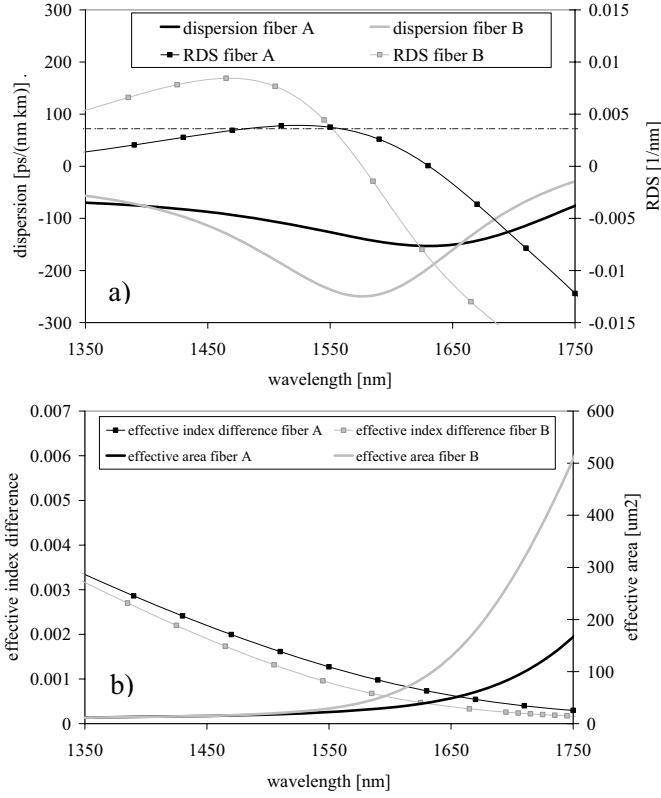 300
200
100
0
-100
-200
-300
dispersion [ps/(nm km)] .
dispersion fiber A
dispersion fiber B
RDS fiber A
RDS fiber B
0.015
0.01
0.005
0
-0.005
-0.01
-0.015
RDS [1/nm]
a)
1350 1450 1550 1650 1750
wavelength [nm]
0.007
0.006
0.005
0.004
0.003
0.002
0.001
0
effective index difference
effective index difference fiber A
effective index difference fiber B
effective area fiber A
effective area fiber B
600
500
400
300
200
100
0
effective area [um2]
b)
1350 1450 1550 1650 1750
wavelength [nm]